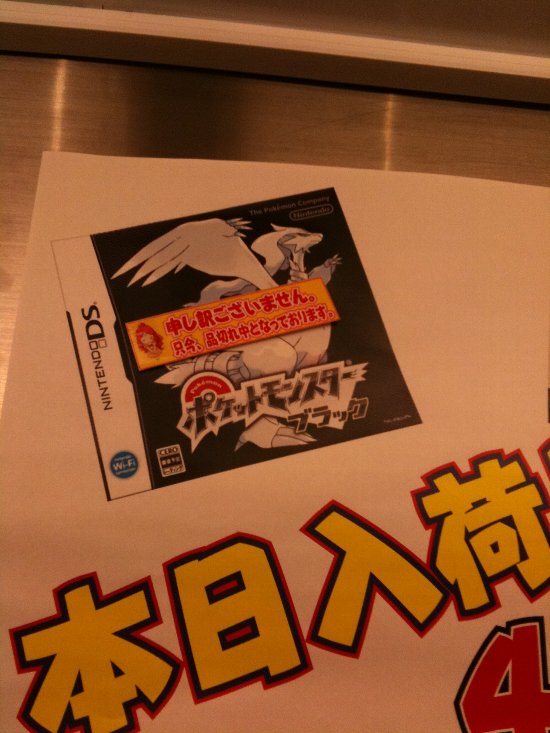 The Pokémon Company
Nintendo
NINTENDO DS
申し訳ございません。
只今、品切れ中となっております。
Pokémon
ポケットモンスター
ブラック
Wi-Fi
CERO
本日入荷
4